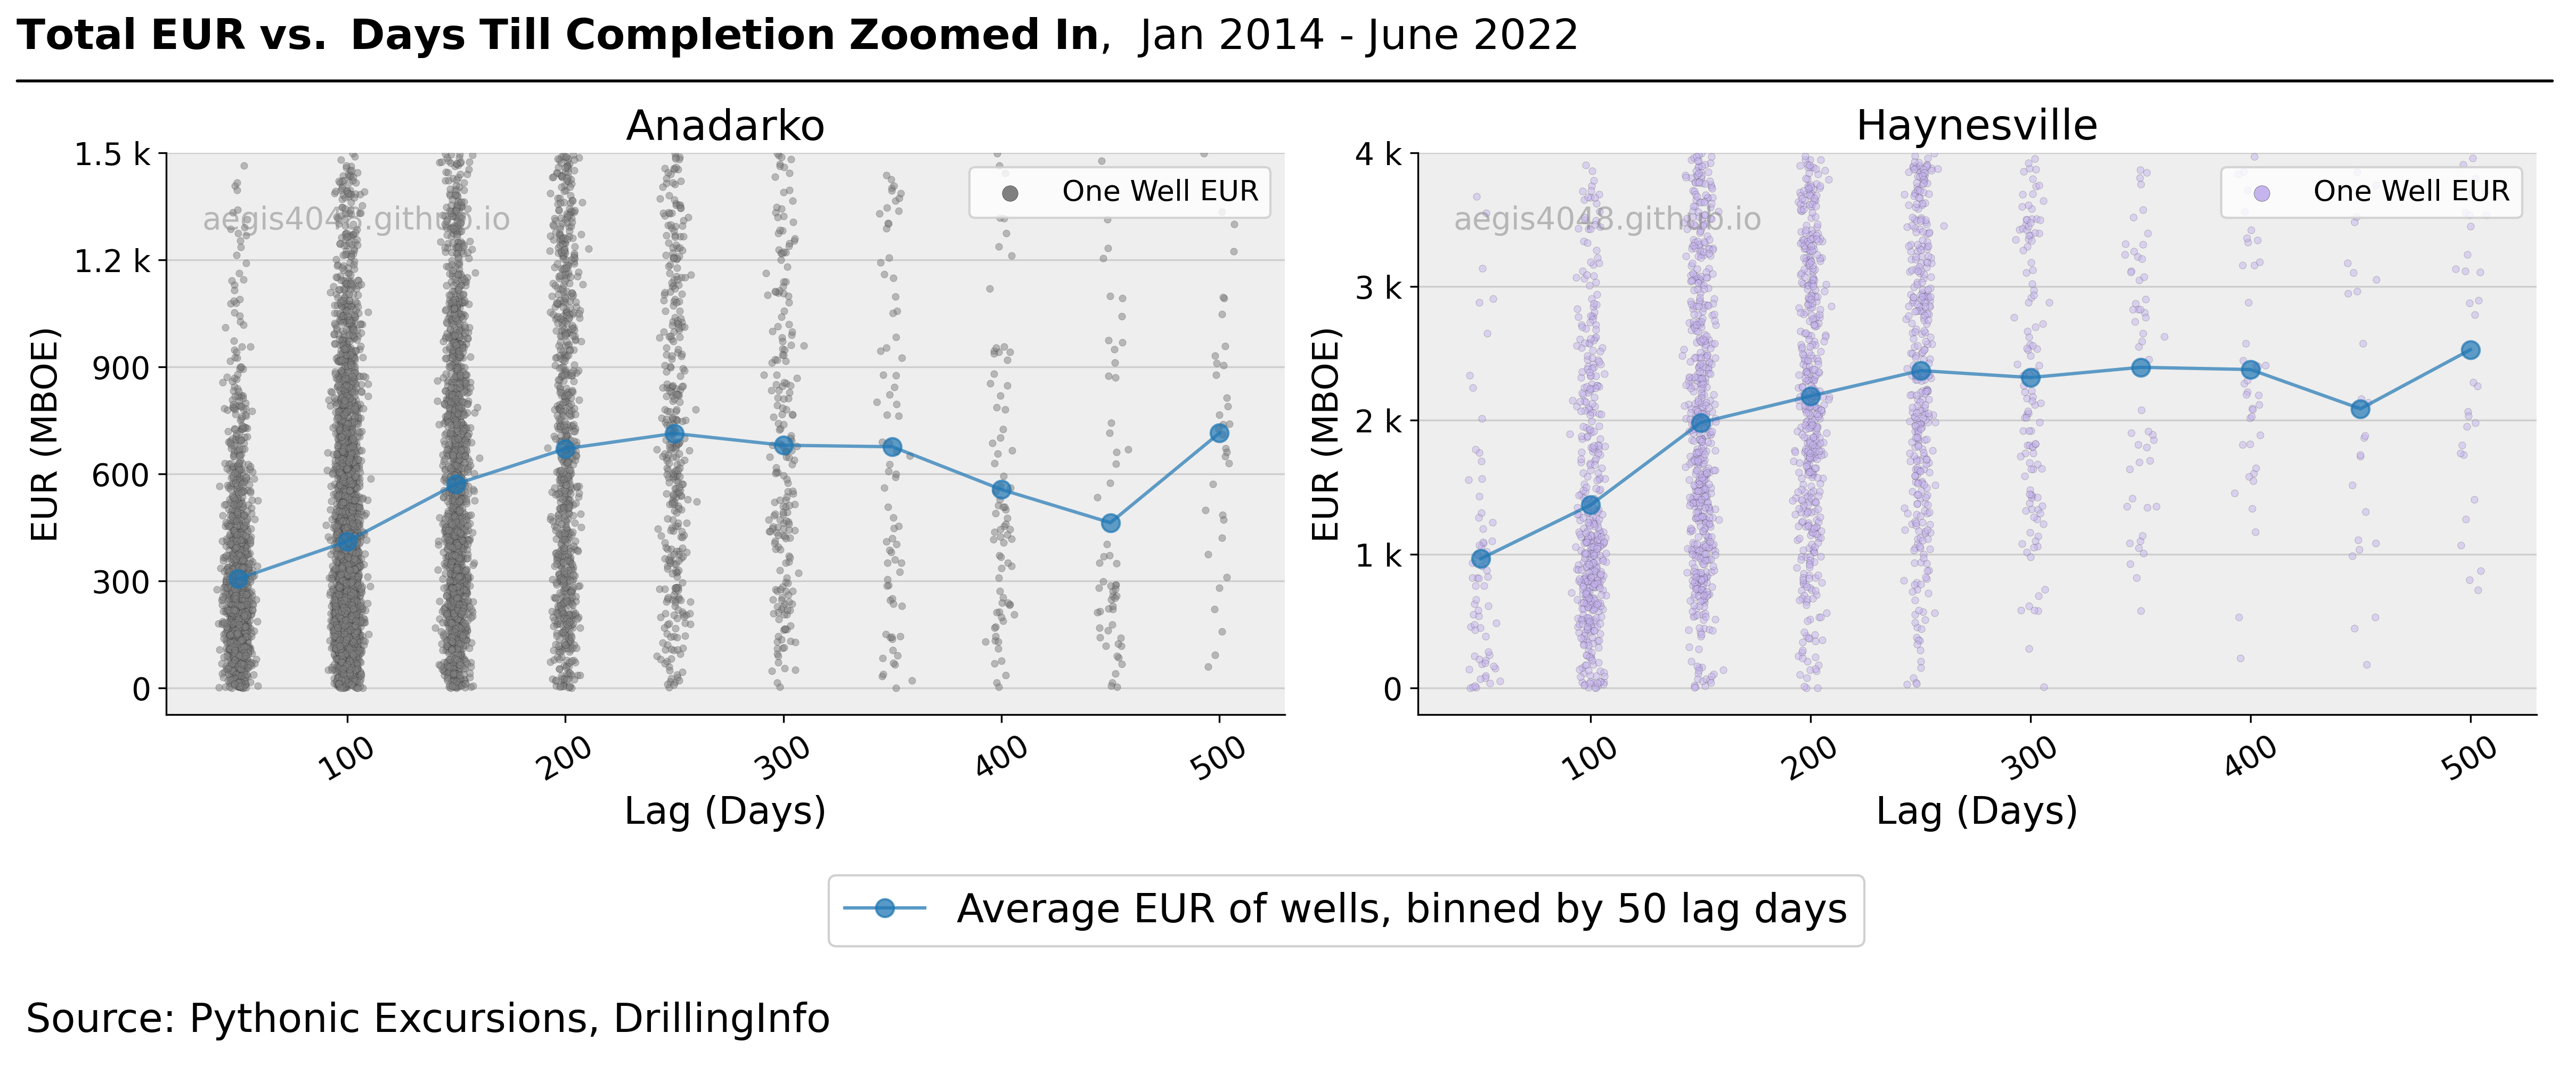 Total EUR vs. Days Till Completion Zoomed In, Jan 2014 - June 2022
Anadarko
1.5 k
1.2 k
900
600
300
0
EUR (MBOE)
One Well EUR
aegis4048.github.io
100
200
300
400
500
Lag (Days)
Haynesville
4 k
3 k
2 k
1 k
0
EUR (MBOE)
One Well EUR
aegis4048.github.io
100
200
300
400
500
Lag (Days)
Average EUR of wells, binned by 50 lag days
Source: Pythonic Excursions, DrillingInfo